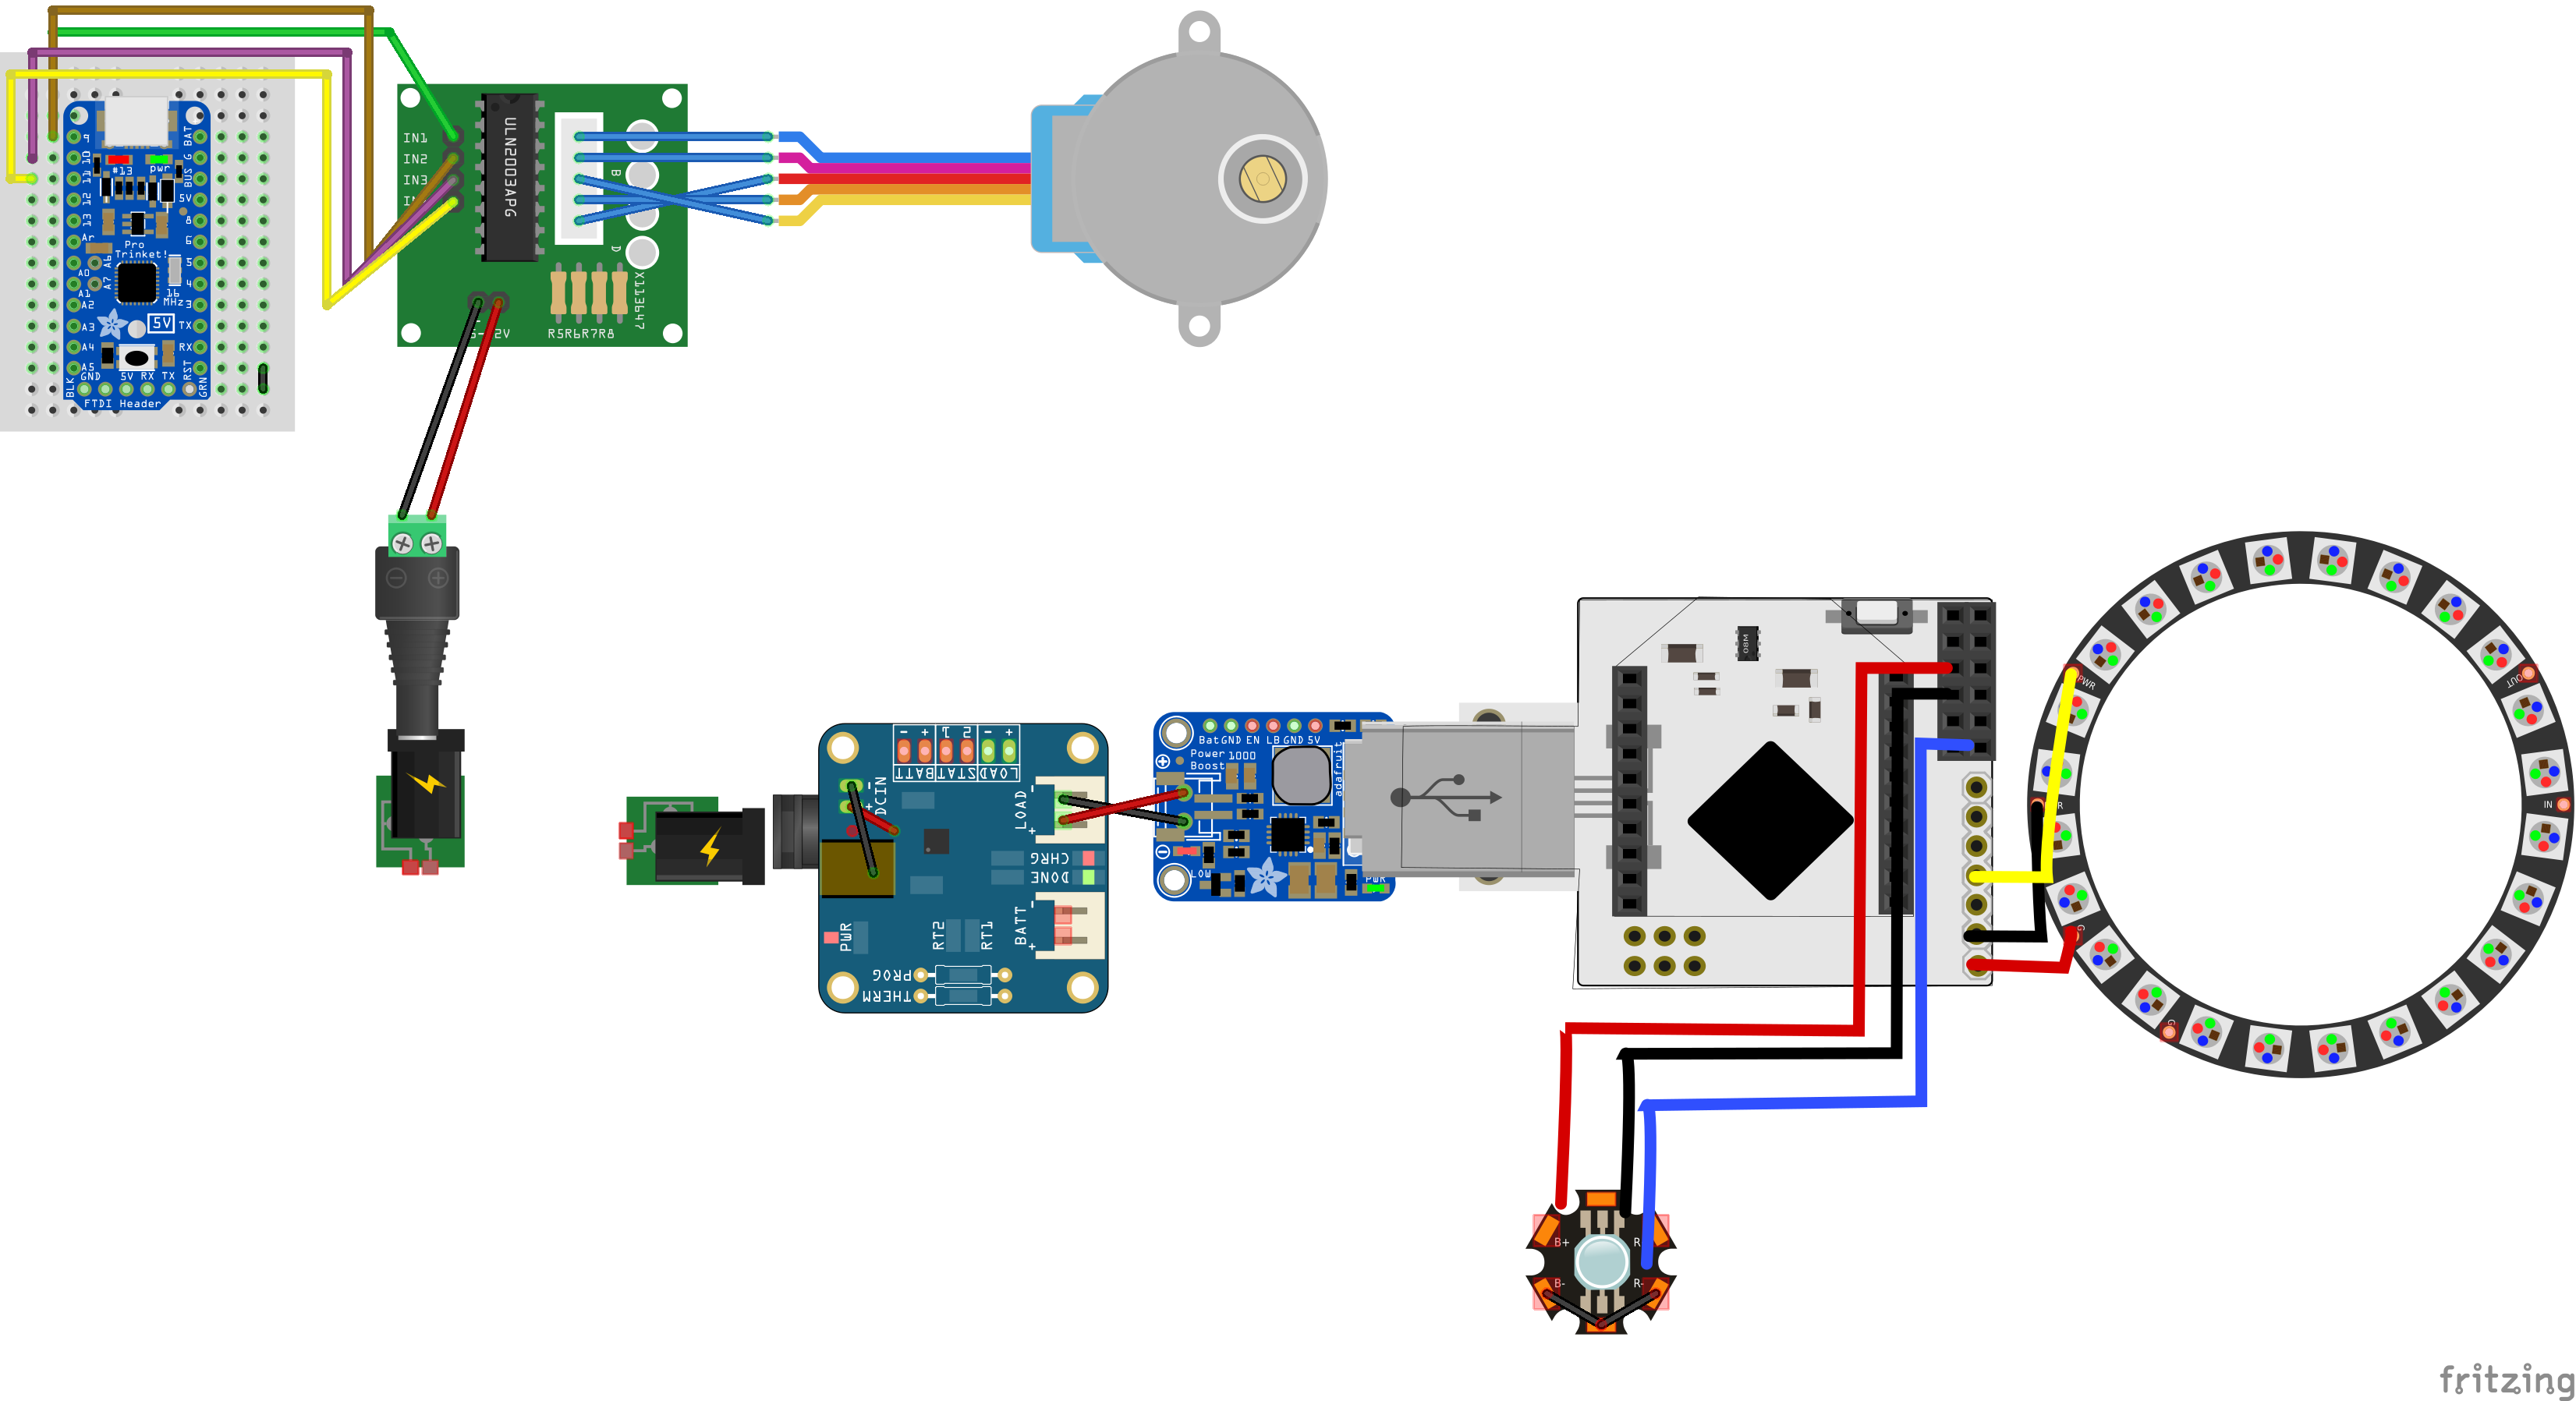 9
10
11
12
13
Ar
A0
A1
A2
A3
A4
A5
A6
A7
#13
pwr
BAT
G
BUS
5V
8
6
5
4
3
TX
RX
RST
Pro
Trinket!
16
MHz
5V
GND
5V
RX
TX
BLK
GRN
FTDI Header
IN1
IN2
IN3
ULN2003APG
B
D
X113647
R5R6R7R8
LOAD
STAT
BATT
- +
1 2
- +
DCIN
- +
LOAD
- +
CHRG
DONE
BATT
- +
PWR
RT2
RT1
PROG
THERM
Bat GND EN LB GND 5V
Power 1000
Boost
adafruit
LOW
PWR
08M
OUT
PWR
IN
G
G
B+
B-
R
R-
fritzing